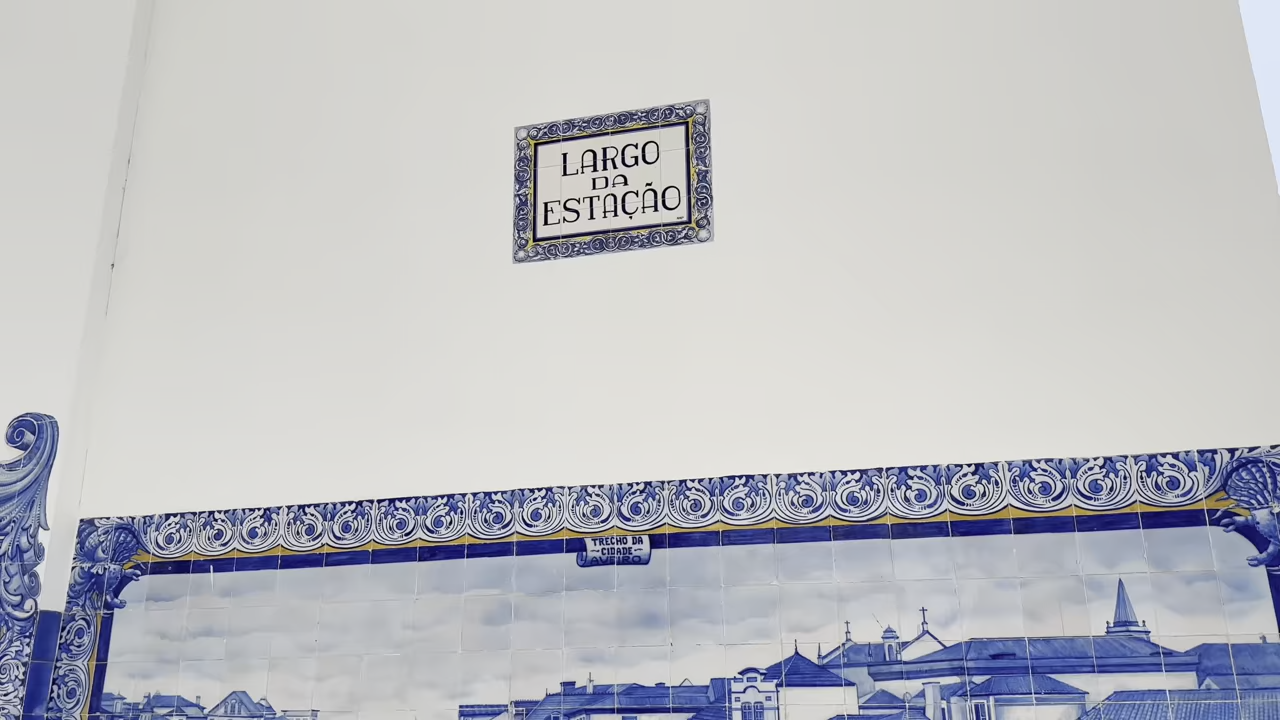 LARGO
DA
ESTAÇÃO
TRECHO DA
CIDADE
AVEIRO